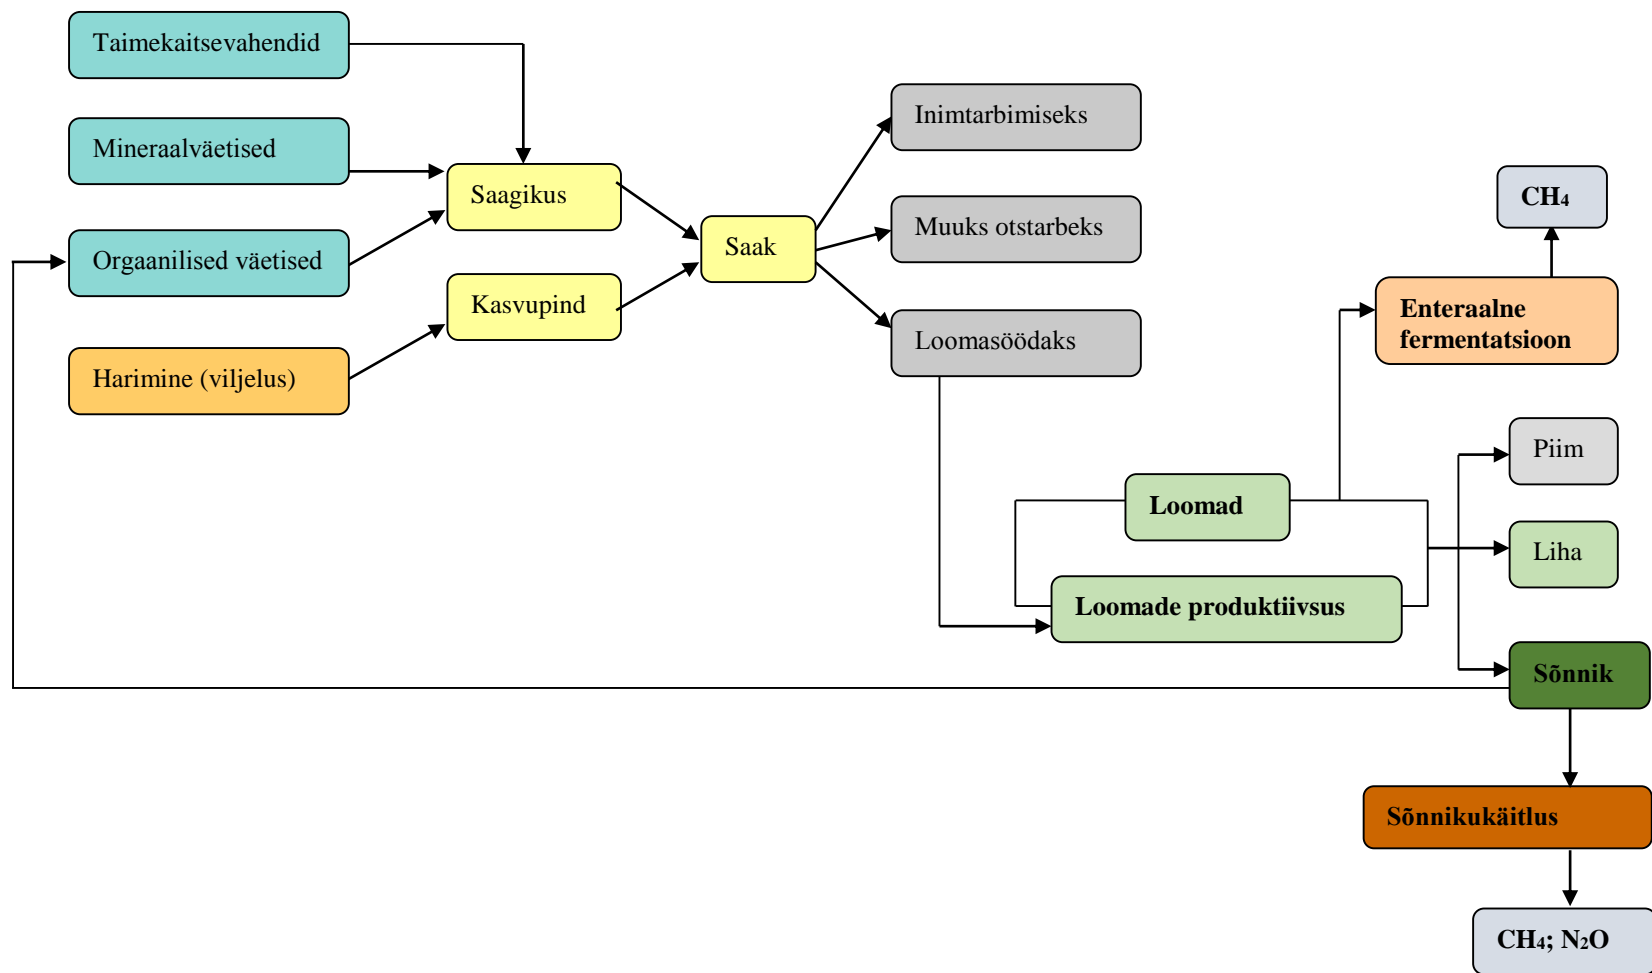 Taimekaitsevahendid
Mineraalväetised
Orgaanilised väetised
Harimine (viljelus)
Saagikus
Kasvupind
Saak
Inimtarbimiseks
Muuks otstarbeks
Loomasöödaks
CH₄
Enteraalne
fermentatsioon
Piim
Loomad
Liha
Loomade produktiivsus
Sõnnik
Sõnnikukäitlus
CH₄; N₂O